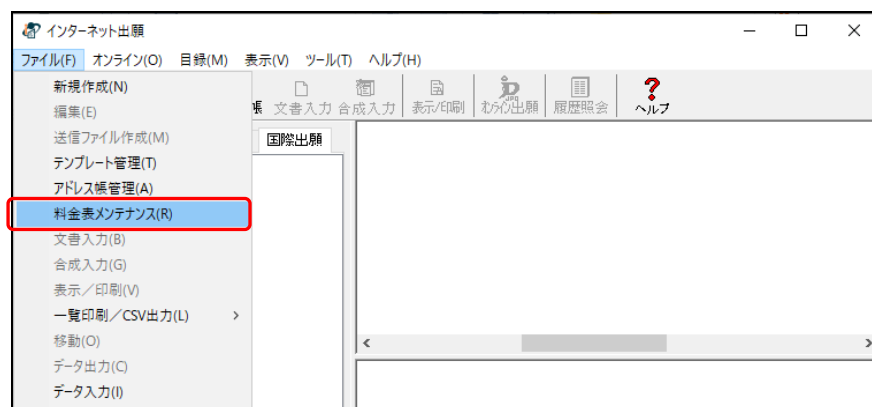 インターネット出願
ファイル(F) オンライン(O) 目録(M) 表示(V) ツール(T) ヘルプ(H)
新規作成(N)
編集(E)
送信ファイル作成(M)
テンプレート管理(T)
アドレス帳管理(A)
料金表メンテナンス(R)
文書入力(B)
合成入力(G)
表示／印刷(V)
一覧印刷／CSV出力(L)
移動(O)
データ出力(C)
データ入力(I)
帳 文書入力 合成入力 表示/印刷 オンライン出願 履歴照会 ヘルプ
国際出願